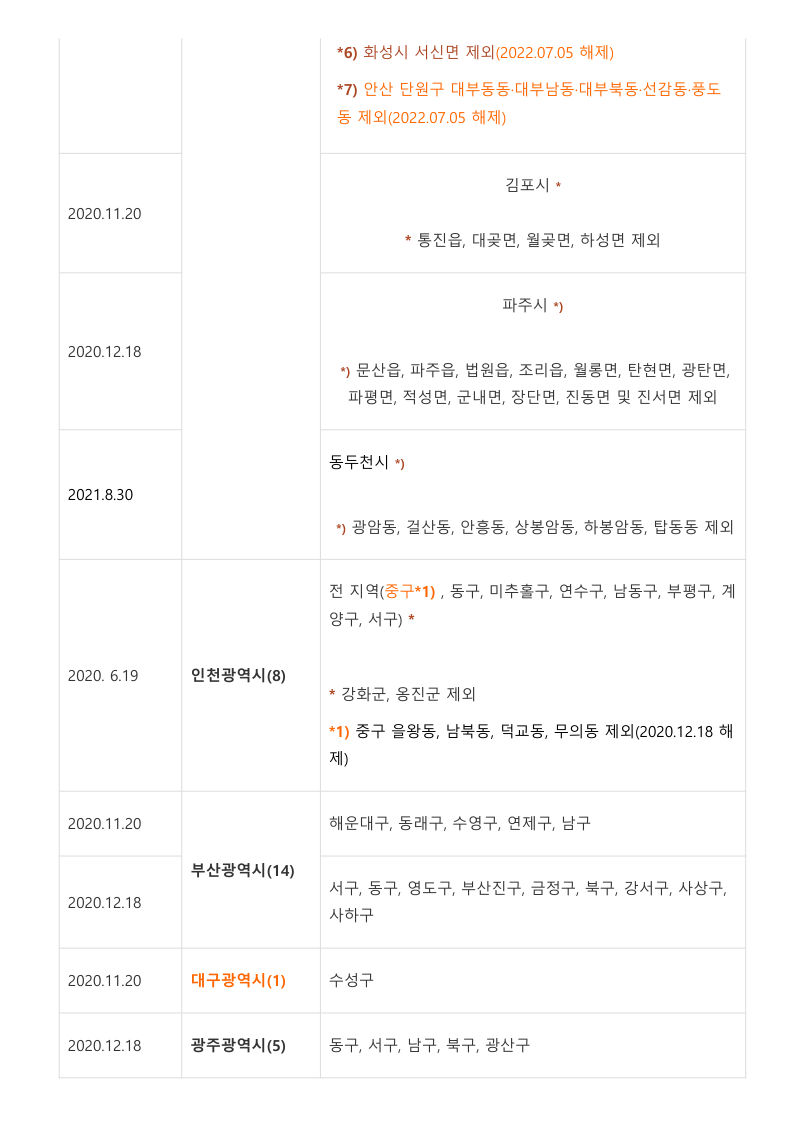 *6) 화성시 서신면 제외(2022.07.05 해제)
*7) 안산 단원구 대부동동·대부남동·대부북동·선감동·풍도
동 제외(2022.07.05 해제)
2020.11.20
김포시 *
* 통진읍, 대곶면, 월곶면, 하성면 제외
2020.12.18
파주시 *)
*) 문산읍, 파주읍, 법원읍, 조리읍, 월롱면, 탄현면, 광탄면,
파평면, 적성면, 군내면, 장단면, 진동면 및 진서면 제외
2021.8.30
동두천시 *)
*) 광암동, 걸산동, 안흥동, 상봉암동, 하봉암동, 탑동동 제외
2020. 6.19
인천광역시(8)
전 지역(중구*1) , 동구, 미추홀구, 연수구, 남동구, 부평구, 계
양구, 서구) *
* 강화군, 옹진군 제외
*1) 중구 을왕동, 남북동, 덕교동, 무의동 제외(2020.12.18 해
제)
2020.11.20
부산광역시(14)
해운대구, 동래구, 수영구, 연제구, 남구
2020.12.18
서구, 동구, 영도구, 부산진구, 금정구, 북구, 강서구, 사상구,
사하구
2020.11.20
대구광역시(1)
수성구
2020.12.18
광주광역시(5)
동구, 서구, 남구, 북구, 광산구